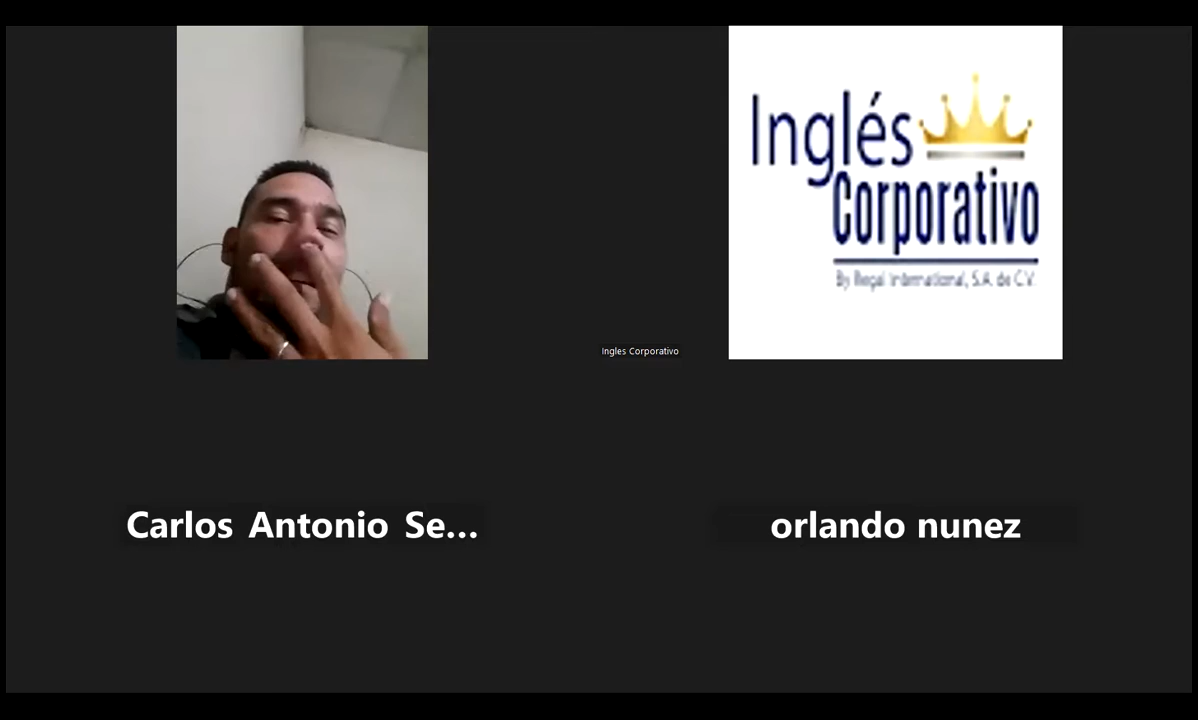 Inglés
Corporativo
By Regal International, S.A. de C.V.
Ingles Corporativo
Carlos Antonio Se...
orlando nunez